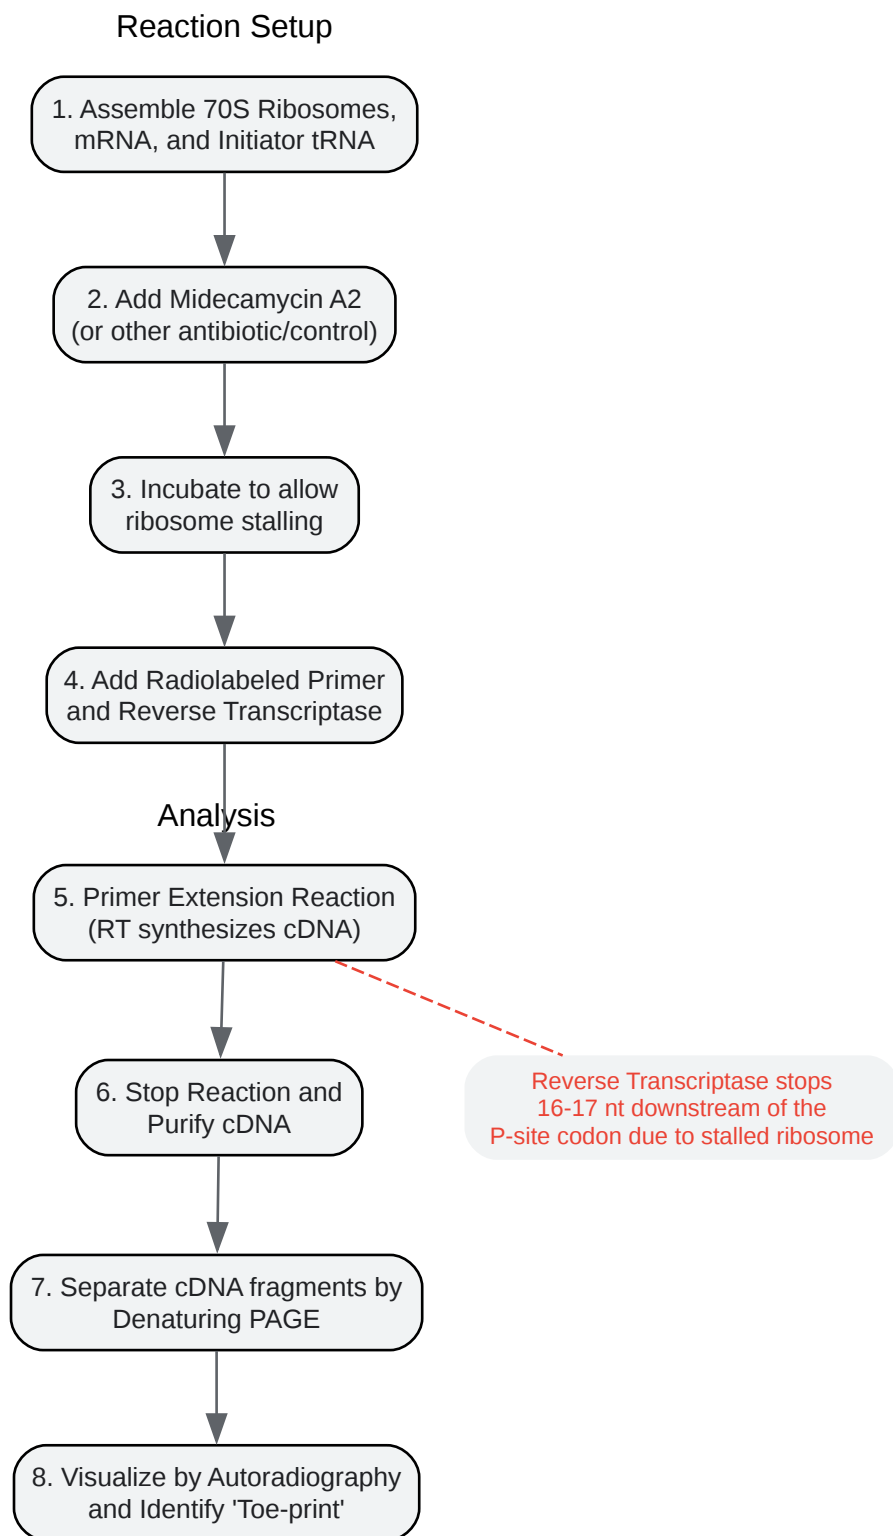 Reaction Setup
1. Assemble 70S Ribosomes,
mRNA, and Initiator tRNA
2. Add Midecamycin A2
(or other antibiotic/control)
3. Incubate to allow
ribosome stalling
4. Add Radiolabeled Primer
and Reverse Transcriptase
Analysis
5. Primer Extension Reaction
(RT synthesizes cDNA)
Reverse Transcriptase stops
16-17 nt downstream of the
P-site codon due to stalled ribosome
6. Stop Reaction and
Purify cDNA
7. Separate cDNA fragments by
Denaturing PAGE
8. Visualize by Autoradiography
and Identify 'Toe-print'